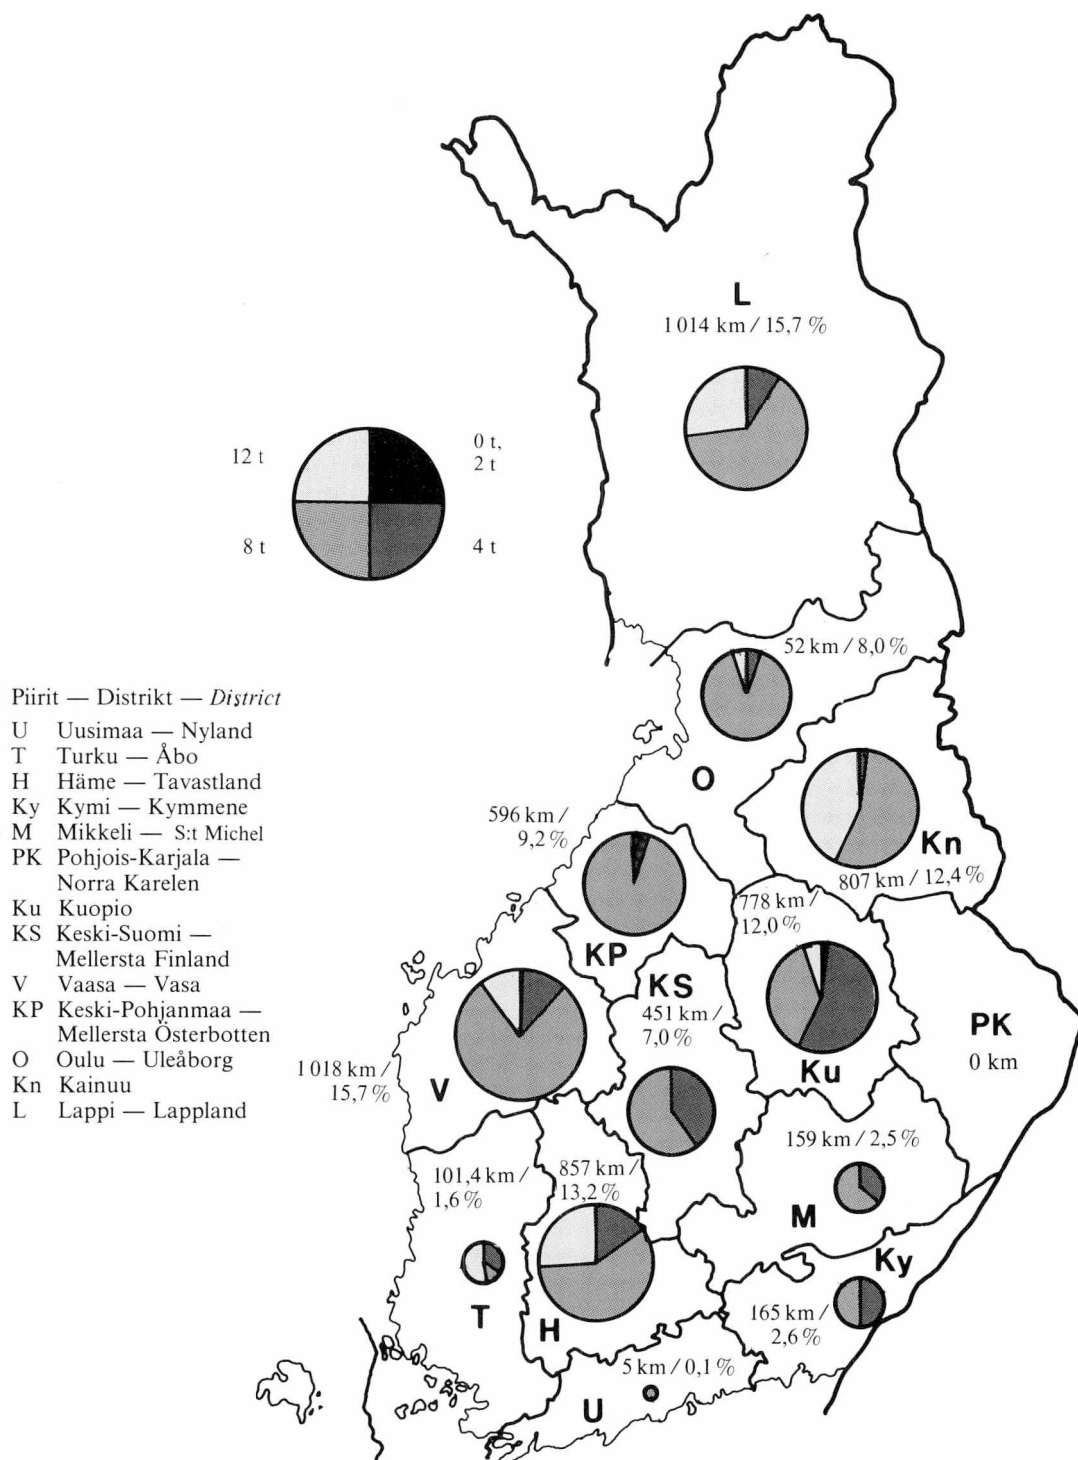 L
1 014 km / 15,7 %
12 t
0 t,
2 t
8 t
4 t
52 km / 8,0 %
O
Piirit — Distrikt — District
U Uusimaa — Nyland
T Turku — Åbo
H Häme — Tavastland
Ky Kymi — Kymmene
M Mikkeli — S:t Michel
PK Pohjois-Karjala —
Norra Karelen
Ku Kuopio
KS Keski-Suomi —
Mellersta Finland
V Vaasa — Vasa
KP Keski-Pohjanmaa —
Mellersta Österbotten
O Oulu — Uleåborg
Kn Kainuu
L Lappi — Lappland
596 km /
9,2 %
KP
Kn
807 km / 12,4 %
778 km /
12,0 %
Ku
KS
451 km /
7,0 %
PK
0 km
1 018 km /
15,7 %
V
159 km / 2,5 %
M
101,4 km /
1,6 %
T
857 km /
13,2 %
H
Ky
165 km /
2,6 %
5 km / 0,1 %
U